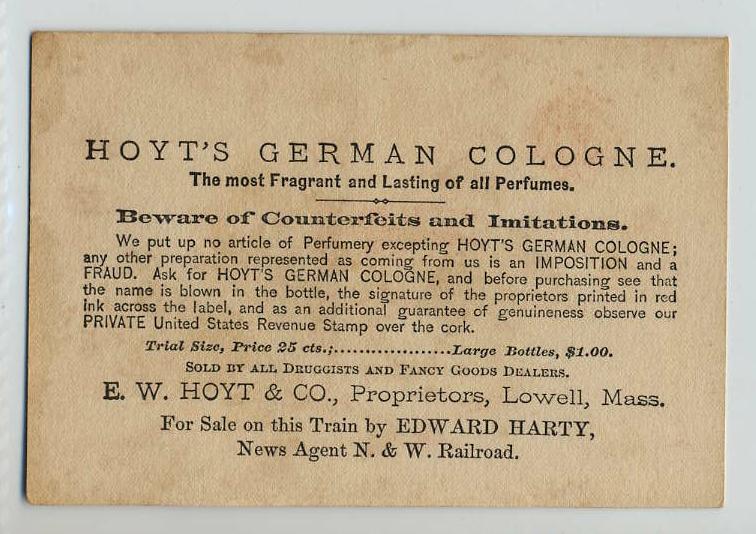 HOYT'S GERMAN COLOGNE.
The most Fragrant and Lasting of all Perfumes.
Beware of Counterfeits and Imitations.
We put up no article of Perfumery excepting HOYT'S GERMAN COLOGNE;
any other preparation represented as coming from us is an IMPOSITION and a
FRAUD. Ask for HOYT'S GERMAN COLOGNE, and before purchasing see that
the name is blown in the bottle, the signature of the proprietors printed in red
ink across the label, and as an additional guarantee of genuineness observe our
PRIVATE United States Revenue Stamp over the cork.
Trial Size, Price 25 cts.;...................Large Bottles, $1.00.
SOLD BY ALL DRUGGISTS AND FANCY GOODS DEALERS.
E. W. HOYT & CO., Proprietors, Lowell, Mass.
For Sale on this Train by EDWARD HARTY,
News Agent N. & W. Railroad.